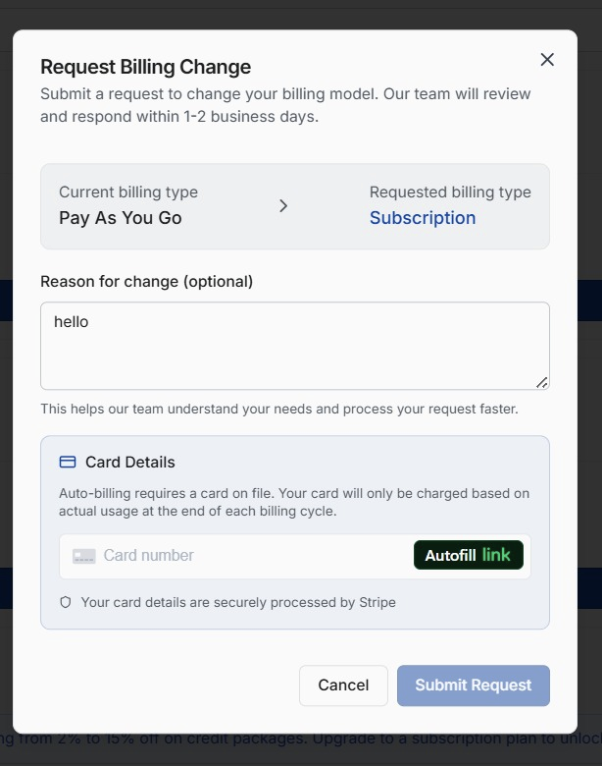 Request Billing Change
Submit a request to change your billing model. Our team will review
and respond within 1-2 business days.
Current billing type
Pay As You Go
Requested billing type
Subscription
Reason for change (optional)
hello
This helps our team understand your needs and process your request faster.
Card Details
Auto-billing requires a card on file. Your card will only be charged based on
actual usage at the end of each billing cycle.
Card number
Autofill link
Your card details are securely processed by Stripe
Cancel
Submit Request
ng from 2% to 15% off on credit packages. Upgrade to a subscription plan to unloc